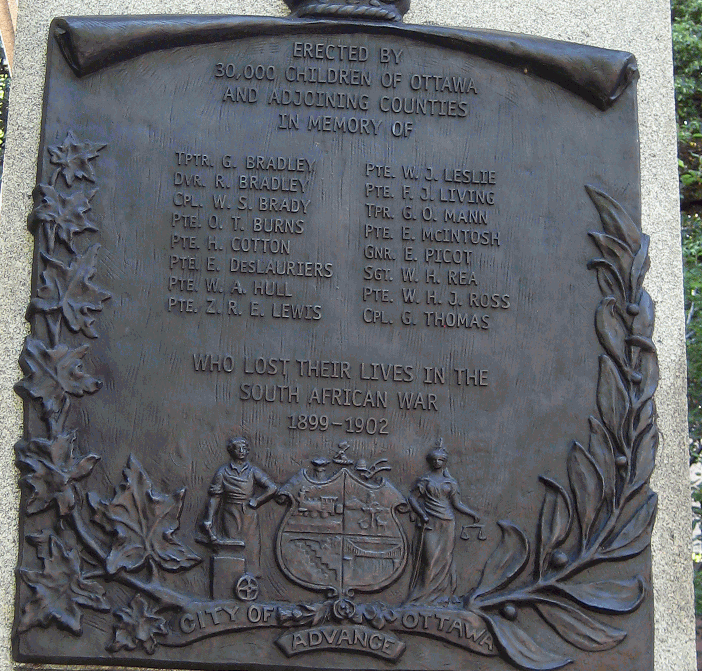 ERECTED BY
30,000 CHILDREN OF OTTAWA
AND ADJOINING COUNTIES
IN MEMORY OF
TPTR. G. BRADLEY
DVR. R. BRADLEY
CPL. W. S. BRADY
PTE. O. T. BURNS
PTE. H. COTTON
PTE. E. DESLAURIERS
PTE. W. A. HULL
PTE. Z. R. E. LEWIS
PTE. W. J. LESLIE
PTE. F. J. LIVING
TPR. G. O. MANN
PTE. E. MCINTOSH
GNR. E. PICOT
SGT. W. H. REA
PTE. W. H. J. ROSS
CPL. G. THOMAS
WHO LOST THEIR LIVES IN THE
SOUTH AFRICAN WAR
1899-1902
CITY OF OTTAWA
ADVANCE